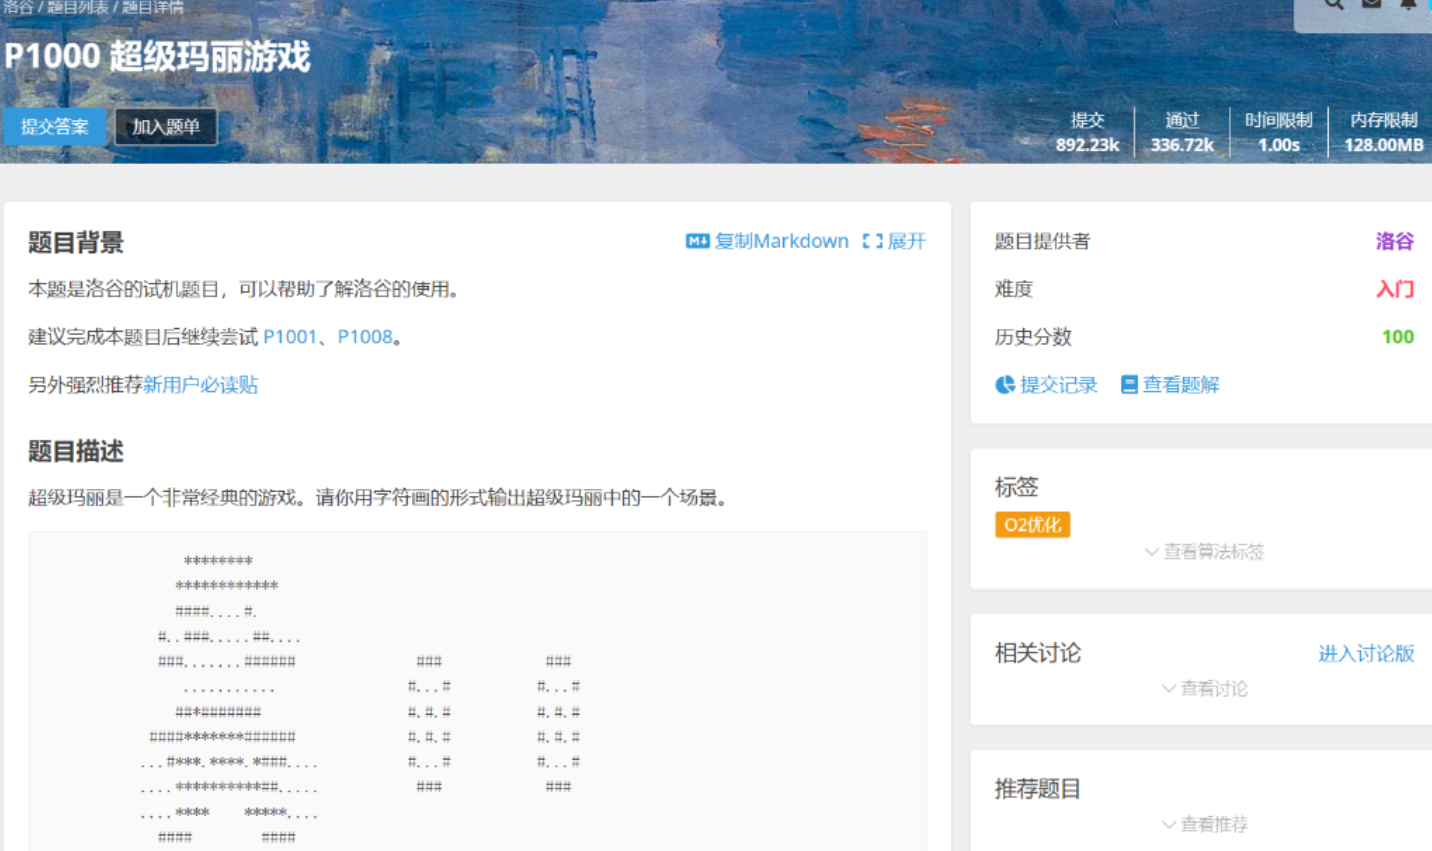 洛谷 / 题目列表 / 题目详情
P1000 超级玛丽游戏
提交答案
加入题单
提交
892.23k
通过
336.72k
时间限制
1.00s
内存限制
128.00MB
题目背景
复制Markdown
展开
本题是洛谷的试机题目，可以帮助了解洛谷的使用。
建议完成本题目后继续尝试 P1001、P1008。
另外强烈推荐新用户必读贴
题目描述
超级玛丽是一个非常经典的游戏。请你用字符画的形式输出超级玛丽中的一个场景。
                ********
               ************
               ####....#.
             #..###.....##....
             ###.......######              ###            ###
                ...........               #...#          #...#
               ##*#######                 #.#.#          #.#.#
            ####*******######             #.#.#          #.#.#
           ...#***.****.*###....          #...#          #...#
           ....**********##.....           ###            ###
           ....****    *****....
             ####        ####
题目提供者 洛谷
难度 入门
历史分数 100
提交记录 查看题解
标签
O2优化
查看算法标签
相关讨论 进入讨论版
查看讨论
推荐题目
查看推荐